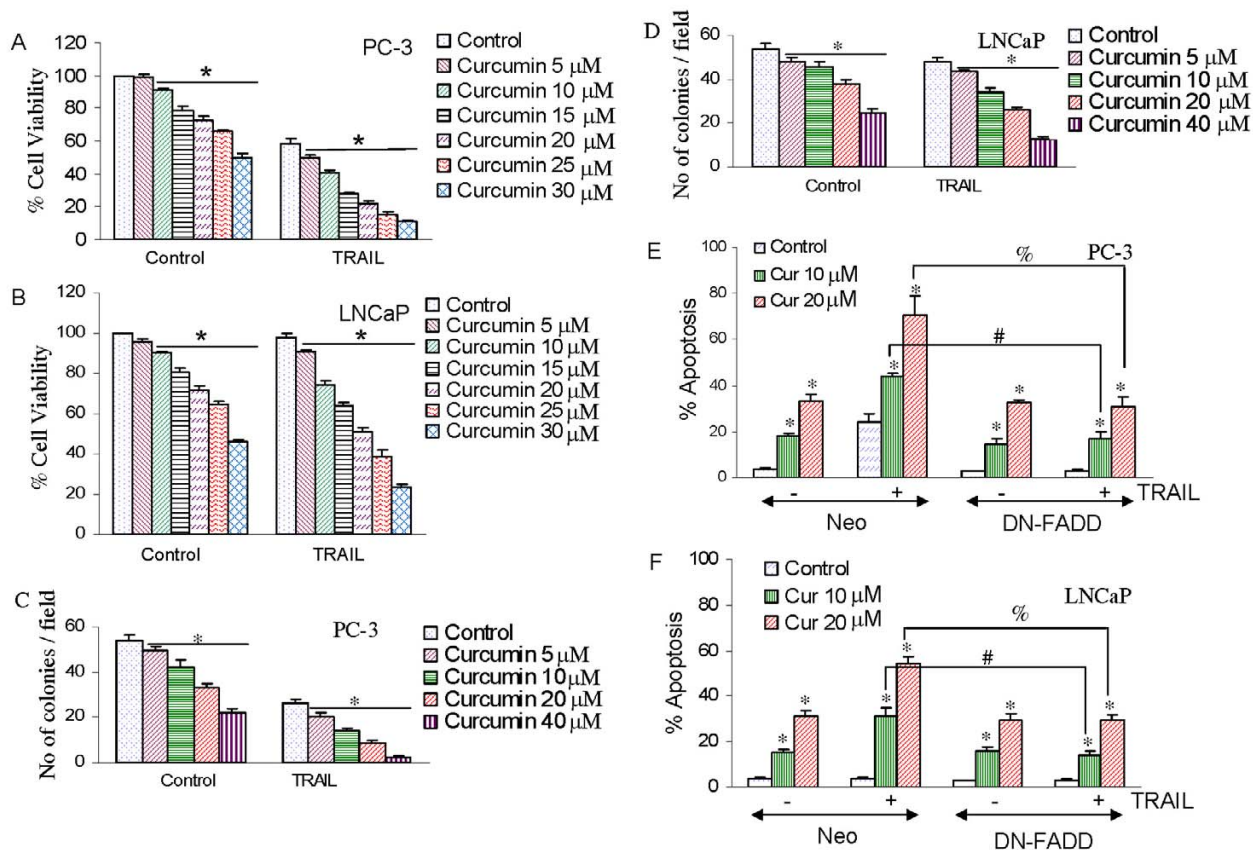 A
120
100
80
60
40
20
0
% Cell Viability
PC-3
Control
Curcumin 5 μM
Curcumin 10 μM
Curcumin 15 μM
Curcumin 20 μM
Curcumin 25 μM
Curcumin 30 μM
*
*
Control
TRAIL
B
120
100
80
60
40
20
0
% Cell Viability
LNCaP
Control
Curcumin 5 μM
Curcumin 10 μM
Curcumin 15 μM
Curcumin 20 μM
Curcumin 25 μM
Curcumin 30 μM
*
*
Control
TRAIL
C
60
40
20
0
No of colonies / field
PC-3
Control
Curcumin 5 μM
Curcumin 10 μM
Curcumin 20 μM
Curcumin 40 μM
*
*
Control
TRAIL
D
60
40
20
0
No of colonies / field
LNCaP
Control
Curcumin 5 μM
Curcumin 10 μM
Curcumin 20 μM
Curcumin 40 μM
*
*
Control
TRAIL
E
100
80
60
40
20
0
% Apoptosis
Control
Cur 10 μM
Cur 20 μM
PC-3
%
#
* * * * * * * *
- + - + TRAIL
Neo DN-FADD
F
100
80
60
40
20
0
% Apoptosis
Control
Cur 10 μM
Cur 20 μM
LNCaP
%
#
* * * * * * * *
- + - + TRAIL
Neo DN-FADD